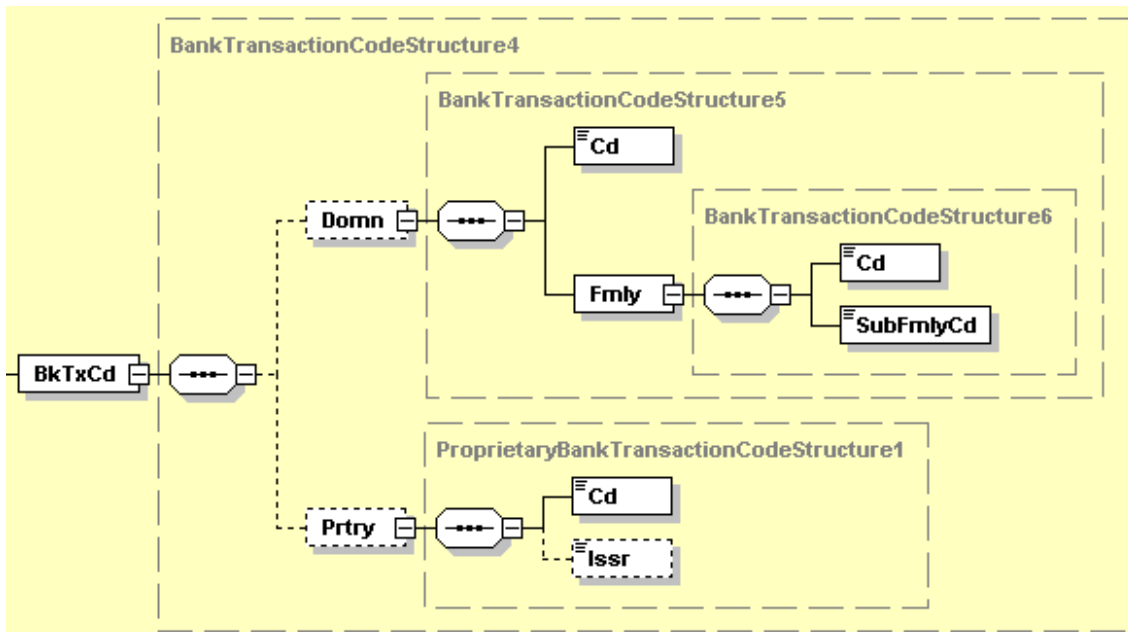 BankTransactionCodeStructure4
BankTransactionCodeStructure5
Cd
Domn
BankTransactionCodeStructure6
Cd
Fmly
SubFmlyCd
BkTxCd
ProprietaryBankTransactionCodeStructure1
Cd
Prtry
Issr